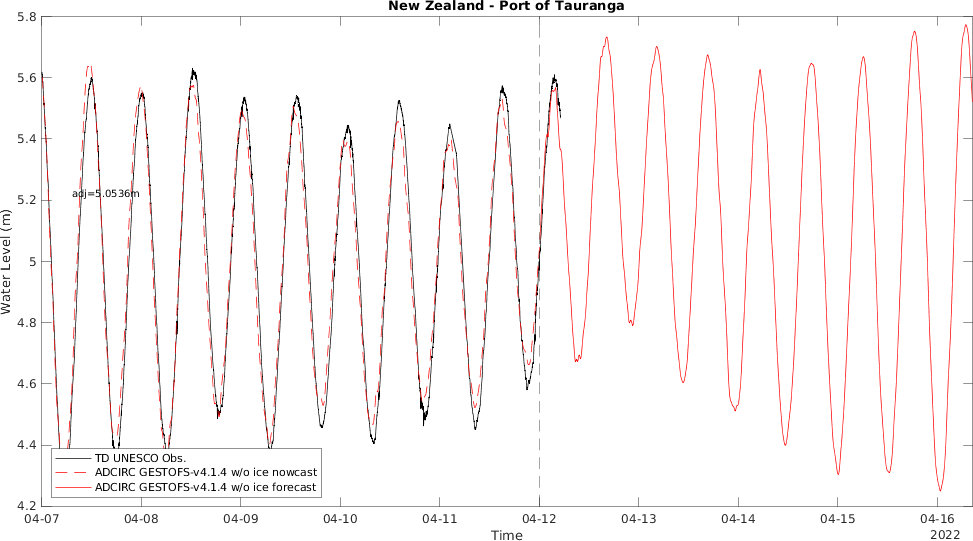 New Zealand - Port of Tauranga
5.8
5.6
5.4
5.2
5
4.8
4.6
4.4
4.2
Water Level (m)
adj=5.0536m
TD UNESCO Obs.
ADCIRC GESTOFS-v4.1.4 w/o ice nowcast
ADCIRC GESTOFS-v4.1.4 w/o ice forecast
04-07 04-08 04-09 04-10 04-11 04-12 04-13 04-14 04-15 04-16
Time
2022